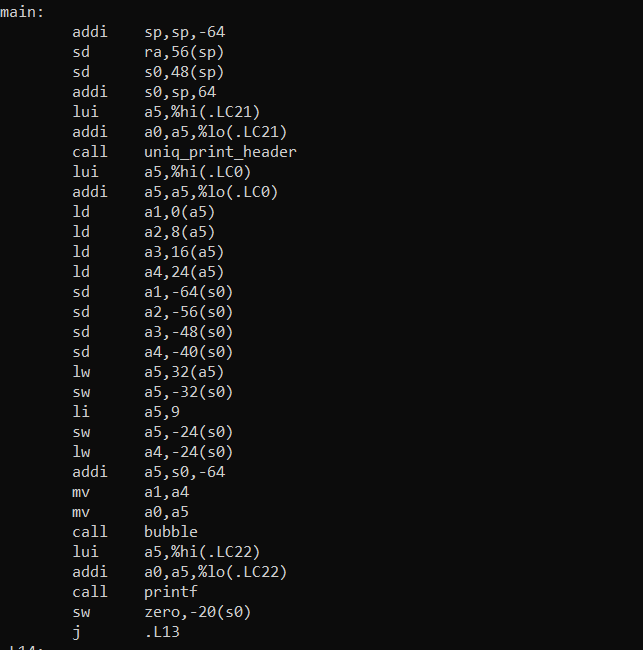 main:
addi sp,sp,-64
sd ra,56(sp)
sd s0,48(sp)
addi s0,sp,64
lui a5,%hi(.LC21)
addi a0,a5,%lo(.LC21)
call uniq_print_header
lui a5,%hi(.LC0)
addi a5,a5,%lo(.LC0)
ld a1,0(a5)
ld a2,8(a5)
ld a3,16(a5)
ld a4,24(a5)
sd a1,-64(s0)
sd a2,-56(s0)
sd a3,-48(s0)
sd a4,-40(s0)
lw a5,32(a5)
sw a5,-32(s0)
li a5,9
sw a5,-24(s0)
lw a4,-24(s0)
addi a5,s0,-64
mv a1,a4
mv a0,a5
call bubble
lui a5,%hi(.LC22)
addi a0,a5,%lo(.LC22)
call printf
sw zero,-20(s0)
j .L13